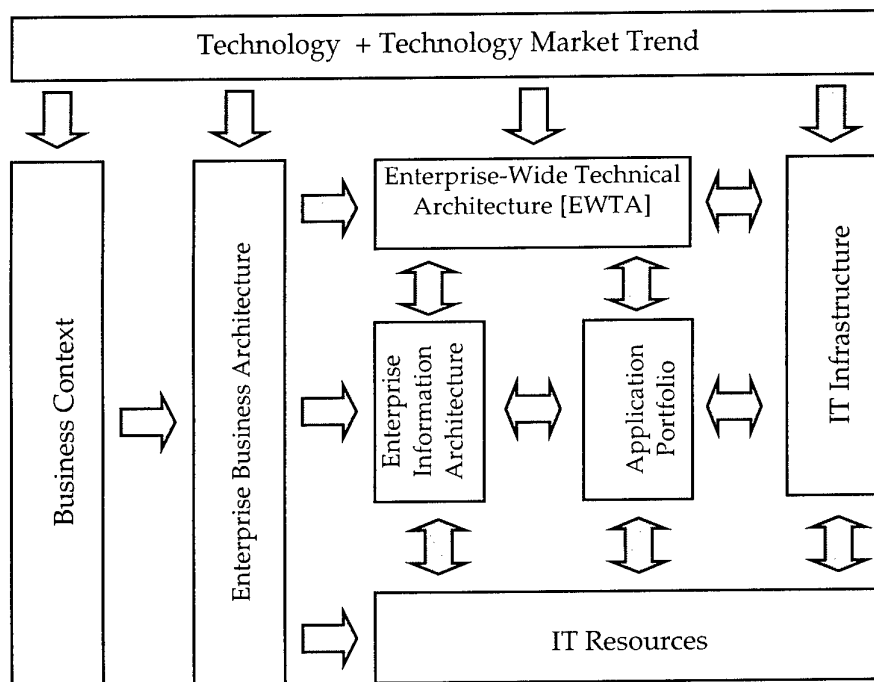 Technology + Technology Market Trend
Business Context
Enterprise Business Architecture
Enterprise-Wide Technical
Architecture [EWTA]
Enterprise
Information
Architecture
Application
Portfolio
IT Infrastructure
IT Resources